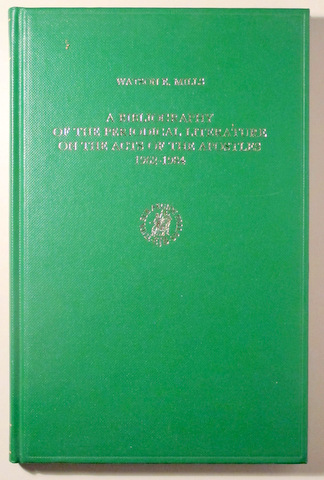 WATSON E. MILLS
A BIBLIOGRAPHY
OF THE PERIODICAL LITERATURE
ON THE ACTS OF THE APOSTLES
1962-1984